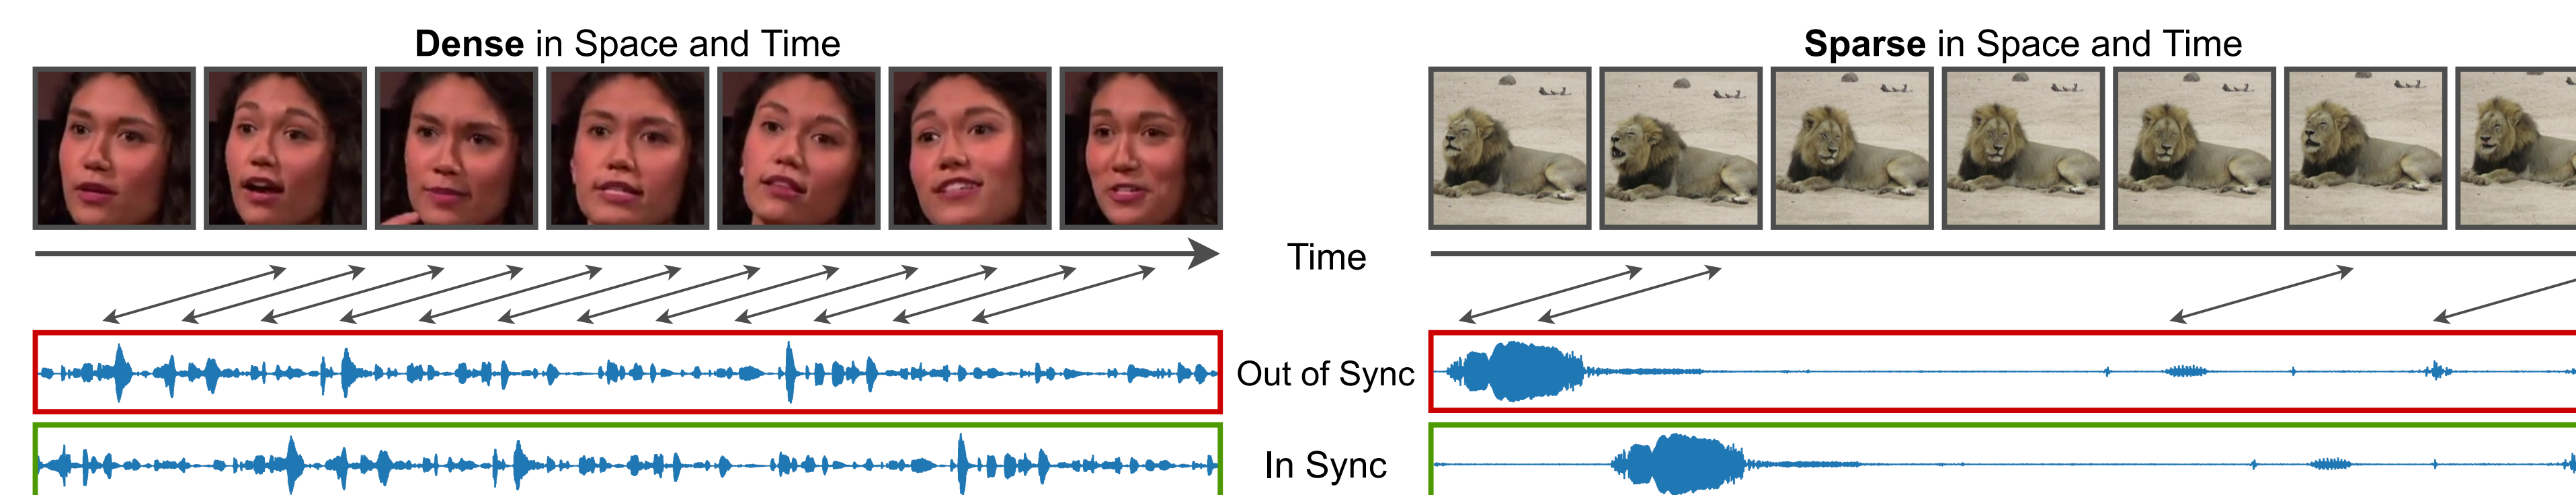 Dense in Space and Time
Sparse in Space and Time
Time
Out of Sync
In Sync